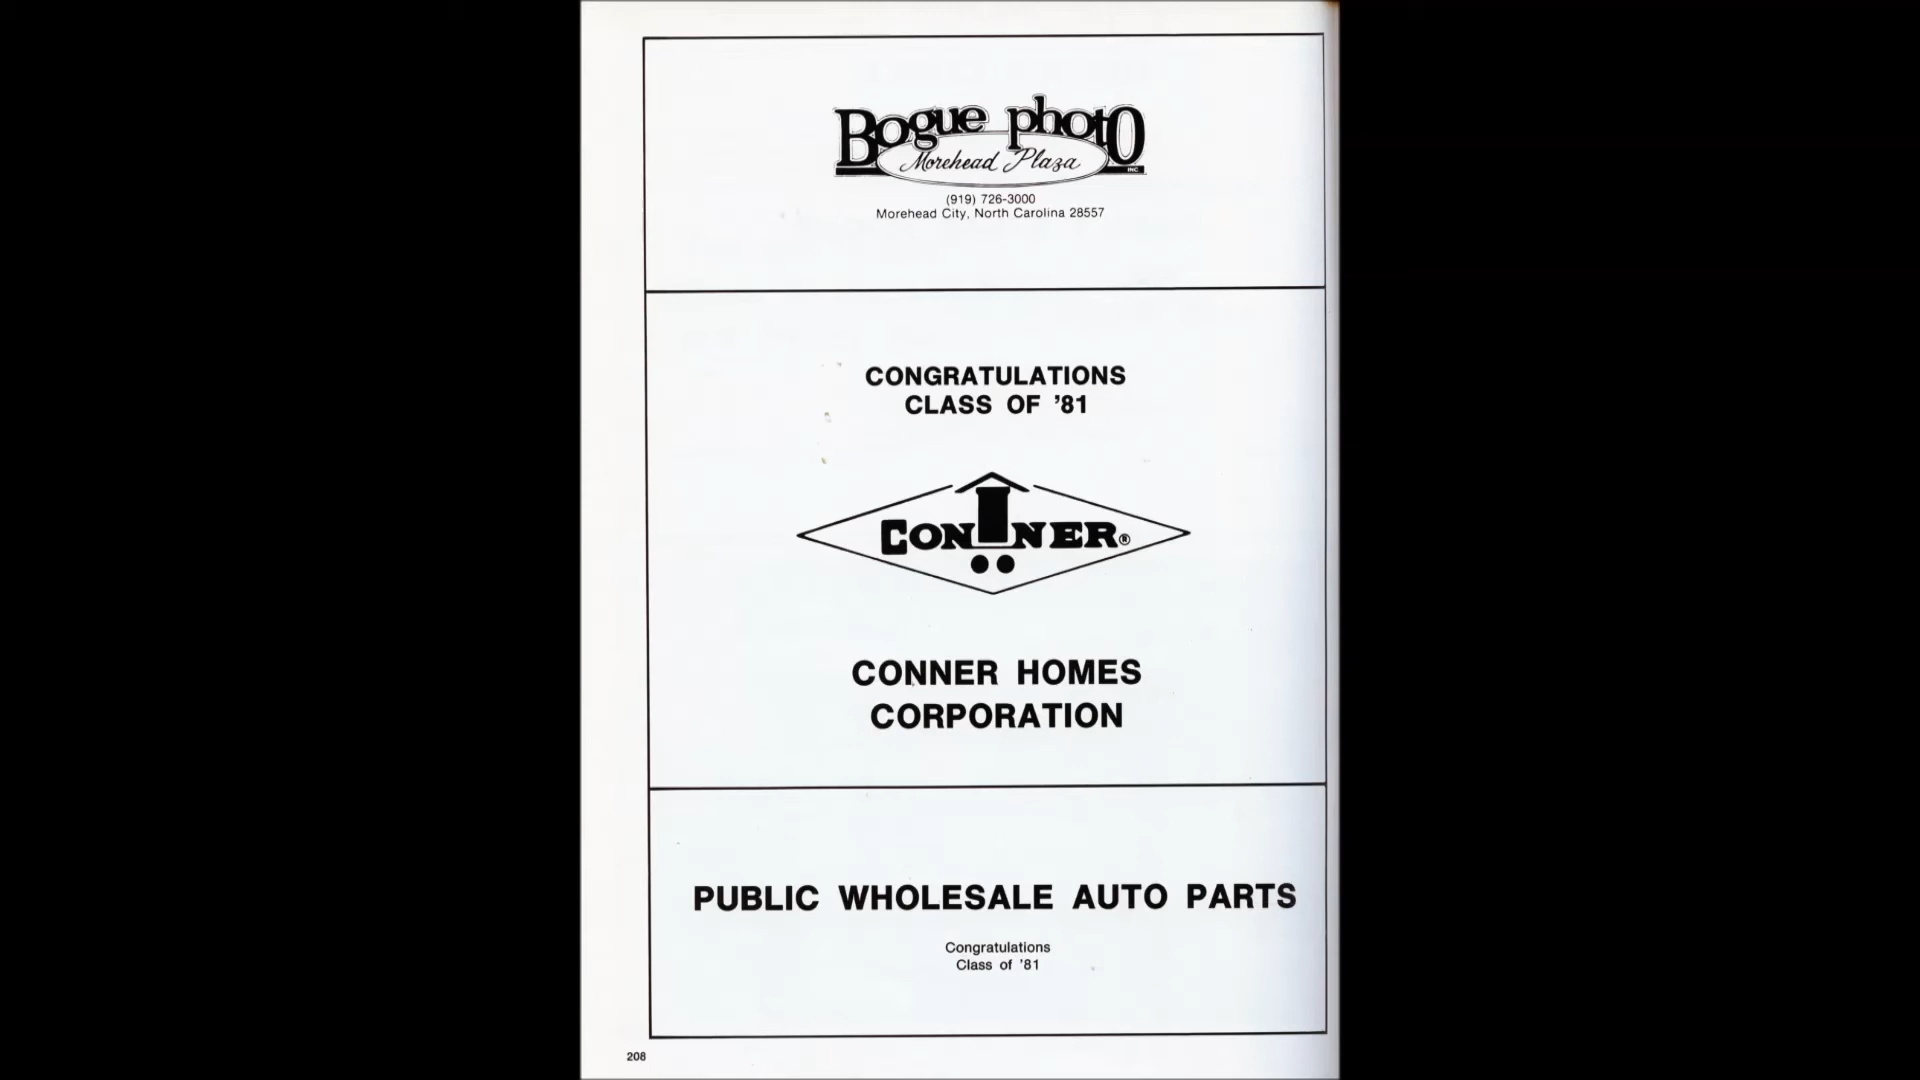 Bogue photo INC.
Morehead Plaza
(919) 726-3000
Morehead City, North Carolina 28557
CONGRATULATIONS
CLASS OF '81
CONNER®
CONNER HOMES
CORPORATION
PUBLIC WHOLESALE AUTO PARTS
Congratulations
Class of '81
208